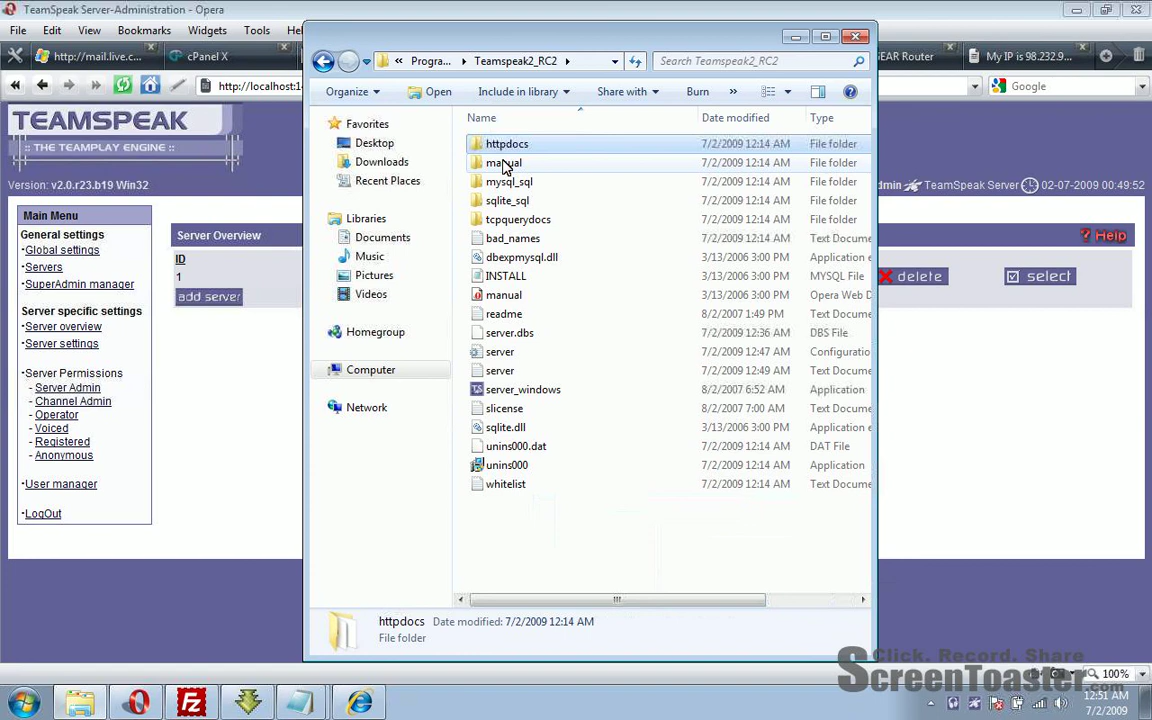 TeamSpeak Server-Administration - Opera
File Edit View Bookmarks Widgets Tools
http://mail.live.c... cPanel X
EAR Router My IP is 98.232.9...
http://localhost:1
Google
TEAMSPEAK
:: THE TEAMPLAY ENGINE ::
Version: v2.0.r23.b19 Win32
TeamSpeak Server 02-07-2009 00:49:52
Main Menu
General settings
·Global settings
·Servers
·SuperAdmin manager
Server specific settings
·Server overview
·Server settings
·Server Permissions
- Server Admin
- Channel Admin
- Operator
- Voiced
- Registered
- Anonymous
·User manager
·LogOut
Server Overview
? Help
ID
1
add server
delete
select
« Progra... Teamspeak2_RC2
Search Teamspeak2_RC2
Organize Open Include in library Share with Burn »
Favorites
Desktop
Downloads
Recent Places
Libraries
Documents
Music
Pictures
Videos
Homegroup
Computer
Network
Name Date modified Type
httpdocs 7/2/2009 12:14 AM File folder
manual 7/2/2009 12:14 AM File folder
mysql_sql 7/2/2009 12:14 AM File folder
sqlite_sql 7/2/2009 12:14 AM File folder
tcpquerydocs 7/2/2009 12:14 AM File folder
bad_names 7/2/2009 12:14 AM Text Docume
dbexpmysql.dll 3/13/2006 3:00 PM Application e
INSTALL 3/13/2006 3:00 PM MYSQL File
manual 3/13/2006 3:00 PM Opera Web D
readme 8/2/2007 1:49 PM Text Docume
server.dbs 7/2/2009 12:36 AM DBS File
server 7/2/2009 12:47 AM Configuratio
server 7/2/2009 12:49 AM Text Docume
server_windows 8/2/2007 6:52 AM Application
slicense 8/2/2007 7:00 AM Text Docume
sqlite.dll 3/13/2006 3:00 PM Application e
unins000.dat 7/2/2009 12:14 AM DAT File
unins000 7/2/2009 12:14 AM Application
whitelist 7/2/2009 12:14 AM Text Docume
httpdocs Date modified: 7/2/2009 12:14 AM
File folder
Click. Record. Share
ScreenToaster.com
100%
12:51 AM
7/2/2009